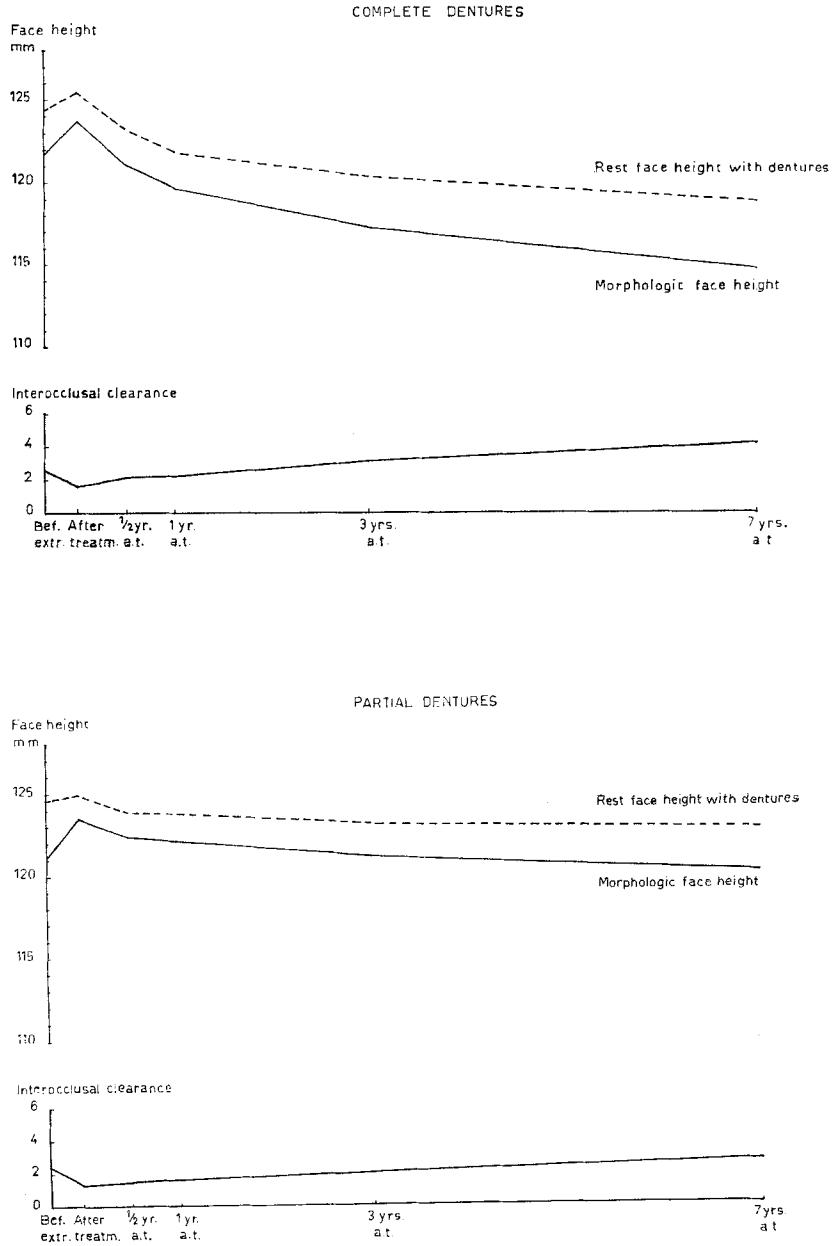 COMPLETE DENTURES
Face height
mm
125
120
115
110
Rest face height with dentures
Morphologic face height
Interocclusal clearance
6
4
2
0
Bef. After ½yr. 1yr. 3yrs. 7yrs.
extr. treatm. a.t. a.t. a.t. a.t
PARTIAL DENTURES
Face height
mm
125
120
115
110
Rest face height with dentures
Morphologic face height
Interocclusal clearance
6
4
2
0
Bef. After ½yr. 1yr. 3yrs. 7yrs.
extr. treatm. a.t. a.t. a.t. a.t.